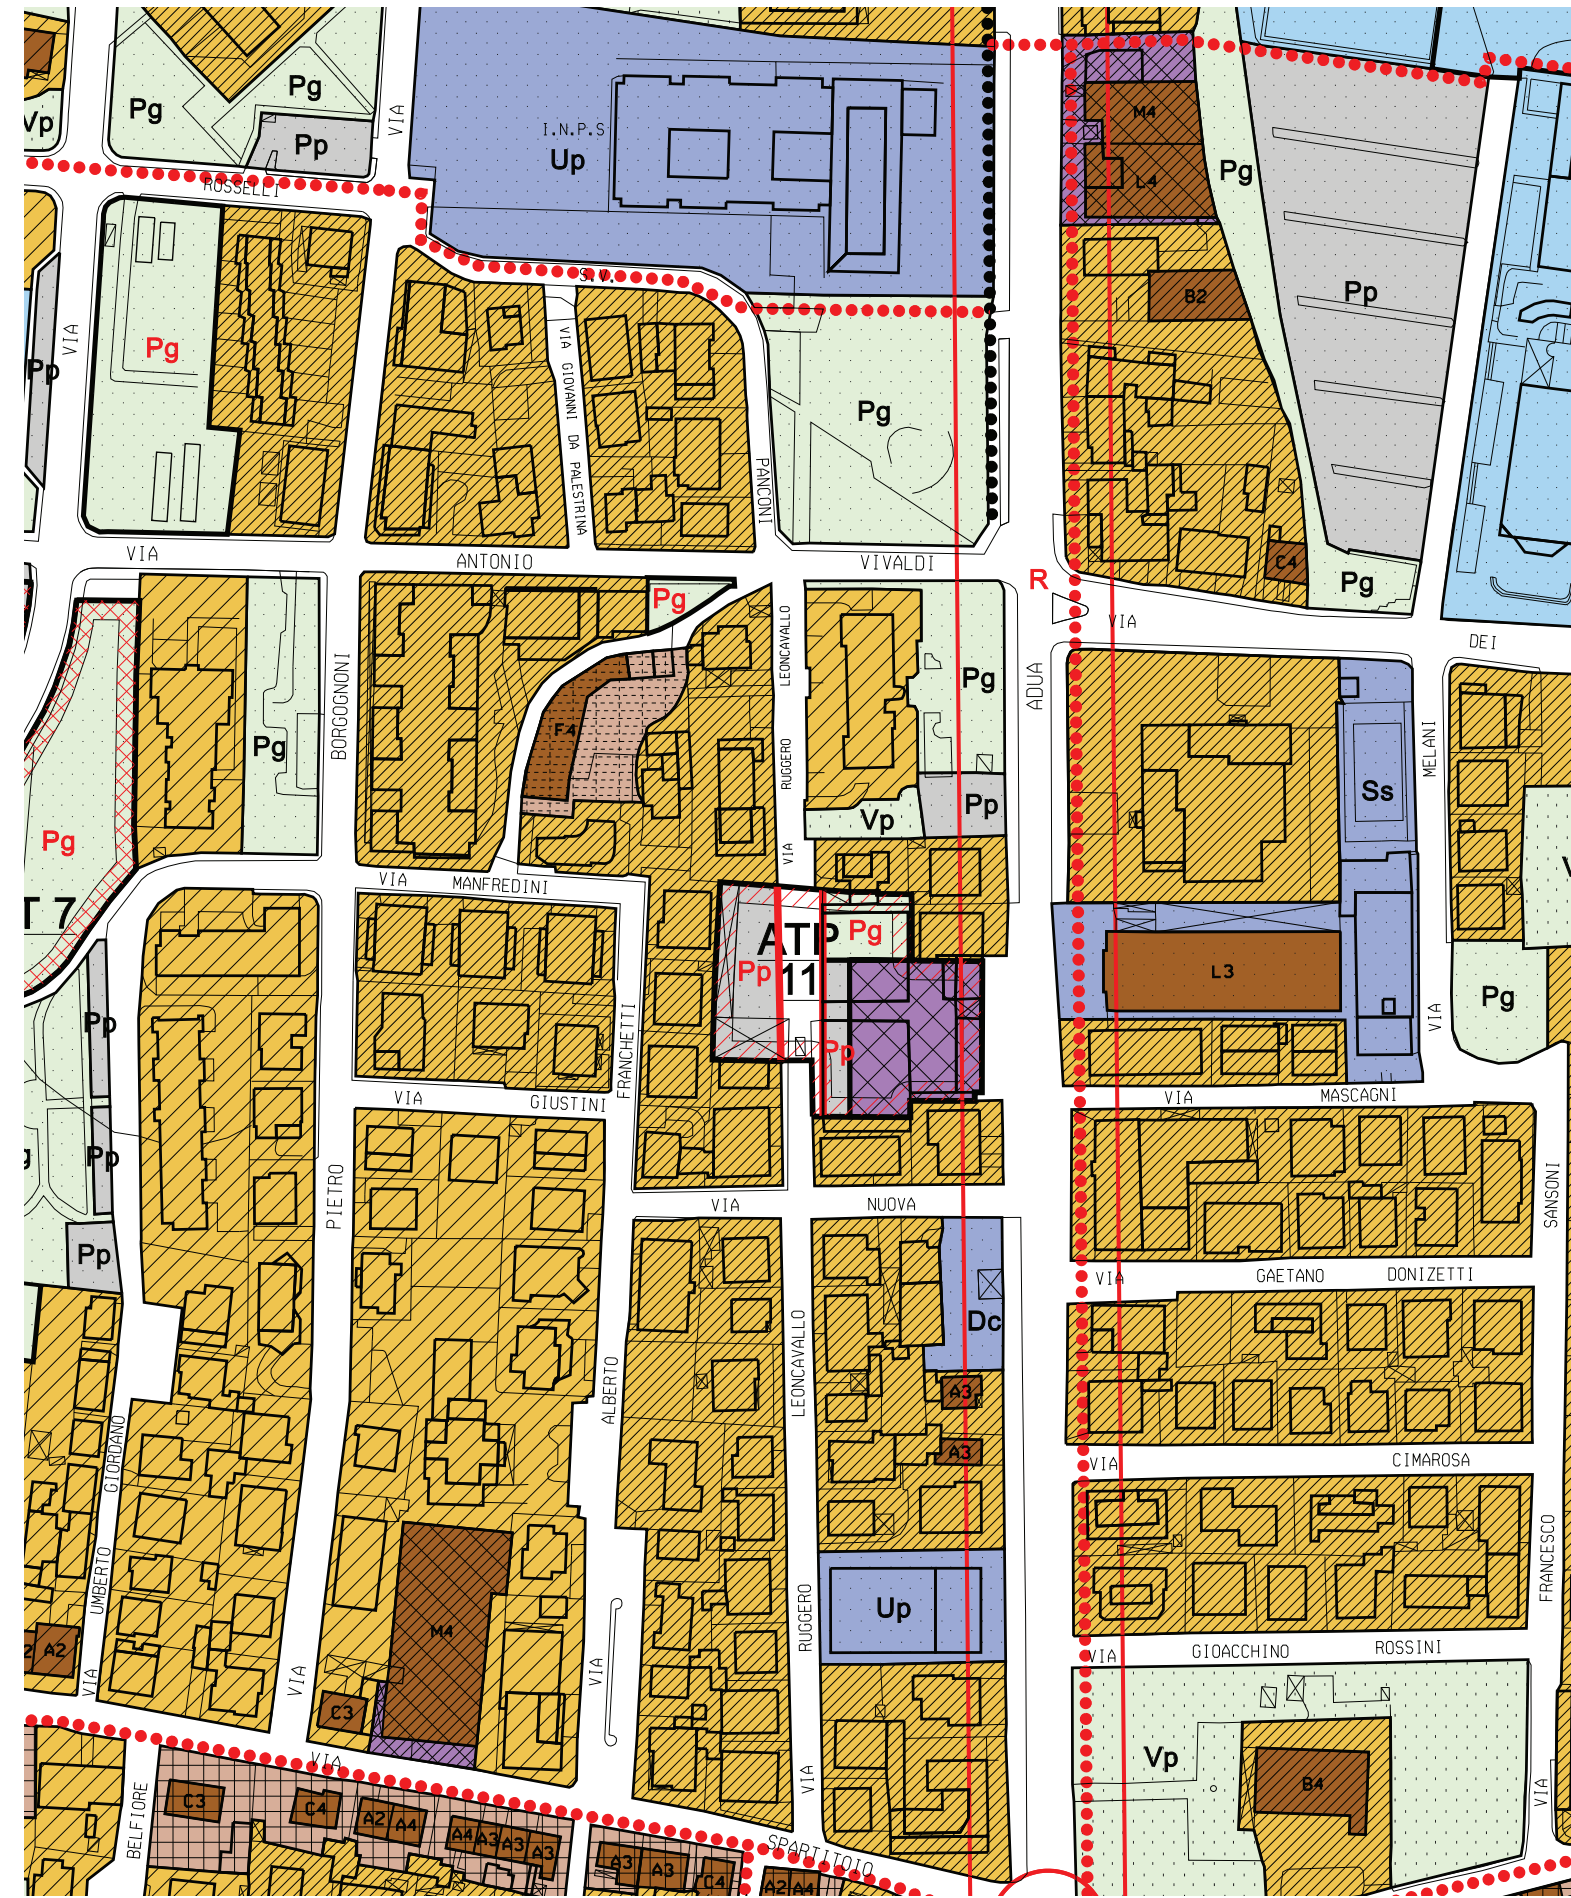 Pg
Pg
Vp
Pp
VIA
I.N.P.S
Up
M4
L4
Pg
ROSSELLI
S.V.
B2
Pp
VIA
Pg
Pp
VIA GIOVANNI DA PALESTRINA
Pg
PANCONI
C4
Pg
VIA
ANTONIO
VIVALDI
R
Pg
VIA
DEI
LEONCAVALLO
Pg
BORGOGNONI
ADUA
Pg
F4
RUGGERO
MELANI
Ss
Pg
Pp
Vp
VIA
VIA
MANFREDINI
T 7
ATP
11
Pg
Pp
L3
Pg
Pp
Pp
VIA
FRANCHETTI
VIA
GIUSTINI
VIA
MASCAGNI
Pp
PIETRO
SANSONI
VIA
NUOVA
Pp
VIA
GAETANO
DONIZETTI
Dc
LEONCAVALLO
ALBERTO
A3
GIORDANO
A3
VIA
CIMAROSA
UMBERTO
FRANCESCO
RUGGERO
Up
M4
A2
VIA
VIA
VIA
VIA
GIOACCHINO
ROSSINI
C3
VIA
VIA
Vp
B4
VIA
BELFIORE
C3
C4
A2
A4
A4
A3
A3
A3
A3
A3
C4
SPARTITOIO
A2
A4